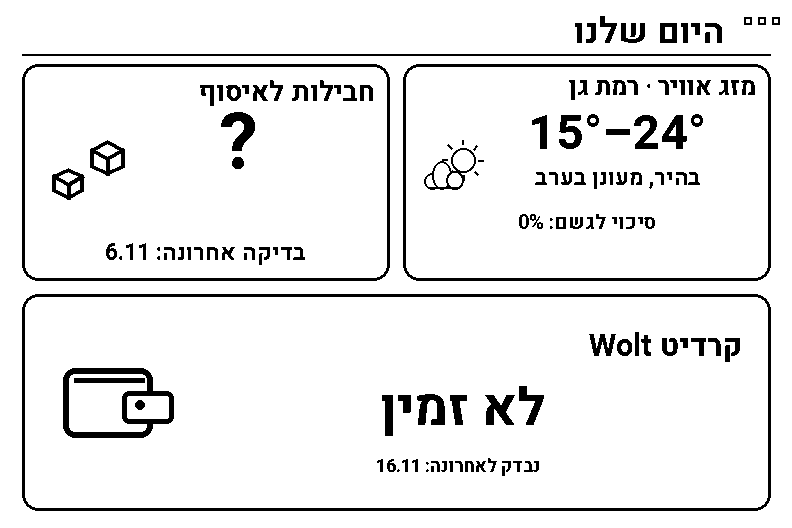 היום שלנו
מזג אוויר · רמת גן
15°–24°
בהיר, מעונן בערב
סיכוי לגשם: 0%
חבילות לאיסוף
?
בדיקה אחרונה: 6.11
קרדיט Wolt
לא זמין
נבדק לאחרונה: 16.11